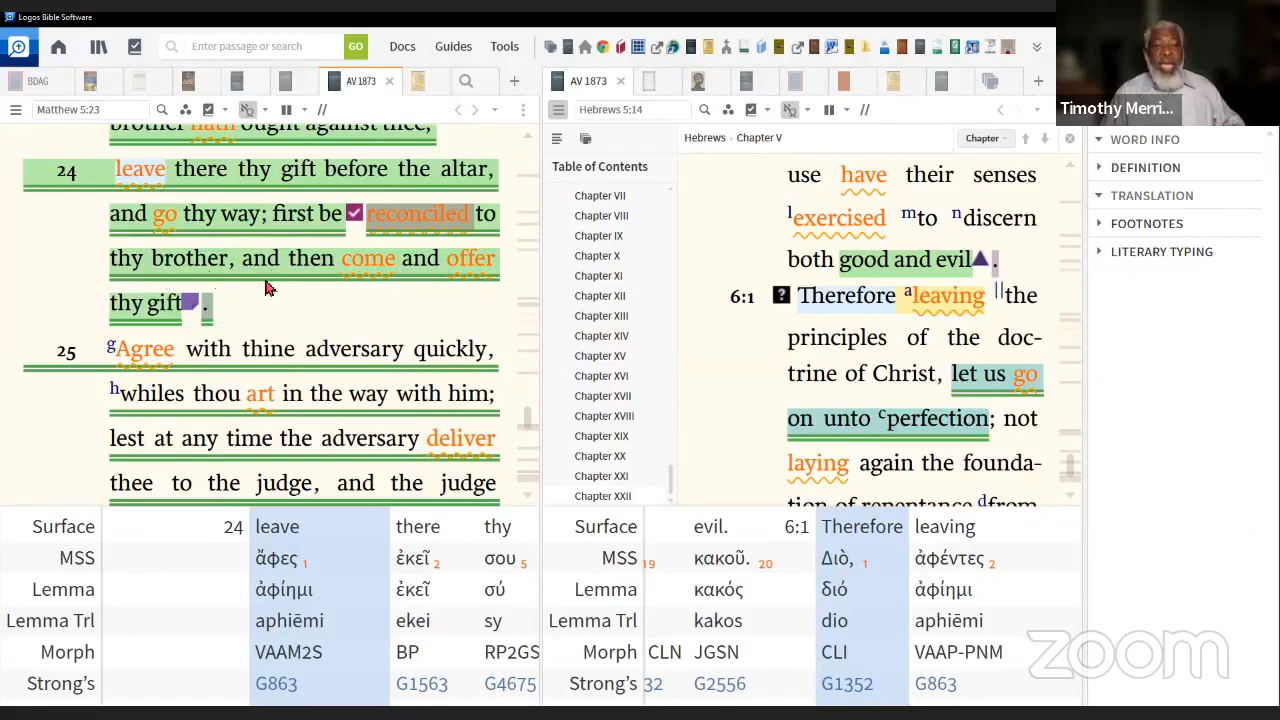 Logos Bible Software
Enter passage or search
GO
Docs
Guides
Tools
BDAG
AV 1873
AV 1873
Timothy Merri...
Matthew 5:23
Hebrews 5:14
brother hath ought against thee,
24 leave there thy gift before the altar,
and go thy way; first be reconciled to
thy brother, and then come and offer
thy gift.
25 gAgree with thine adversary quickly,
hwhiles thou art in the way with him;
lest at any time the adversary deliver
thee to the judge, and the judge
Table of Contents
Chapter VII
Chapter VIII
Chapter IX
Chapter X
Chapter XI
Chapter XII
Chapter XIII
Chapter XIV
Chapter XV
Chapter XVI
Chapter XVII
Chapter XVIII
Chapter XIX
Chapter XX
Chapter XXI
Chapter XXII
Hebrews › Chapter V
Chapter
use have their senses
lexercised mto ndiscern
both good and evil.
6:1 ? Therefore aleaving ||the
principles of the doc-
trine of Christ, let us go
on unto cperfection; not
laying again the founda-
tion of repentance dfrom
WORD INFO
DEFINITION
TRANSLATION
FOOTNOTES
LITERARY TYPING
Surface 24 leave there thy
MSS ἄφες 1 ἐκεῖ 2 σου 5
Lemma ἀφίημι ἐκεῖ σύ
Lemma Trl aphiēmi ekei sy
Morph VAAM2S BP RP2GS
Strong's G863 G1563 G4675
Surface evil. 6:1 Therefore leaving
MSS 19 κακοῦ. 20 Διὸ, 1 ἀφέντες 2
Lemma κακός διό ἀφίημι
Lemma Trl kakos dio aphiēmi
Morph CLN JGSN CLI VAAP-PNM
Strong's 32 G2556 G1352 G863
zoom